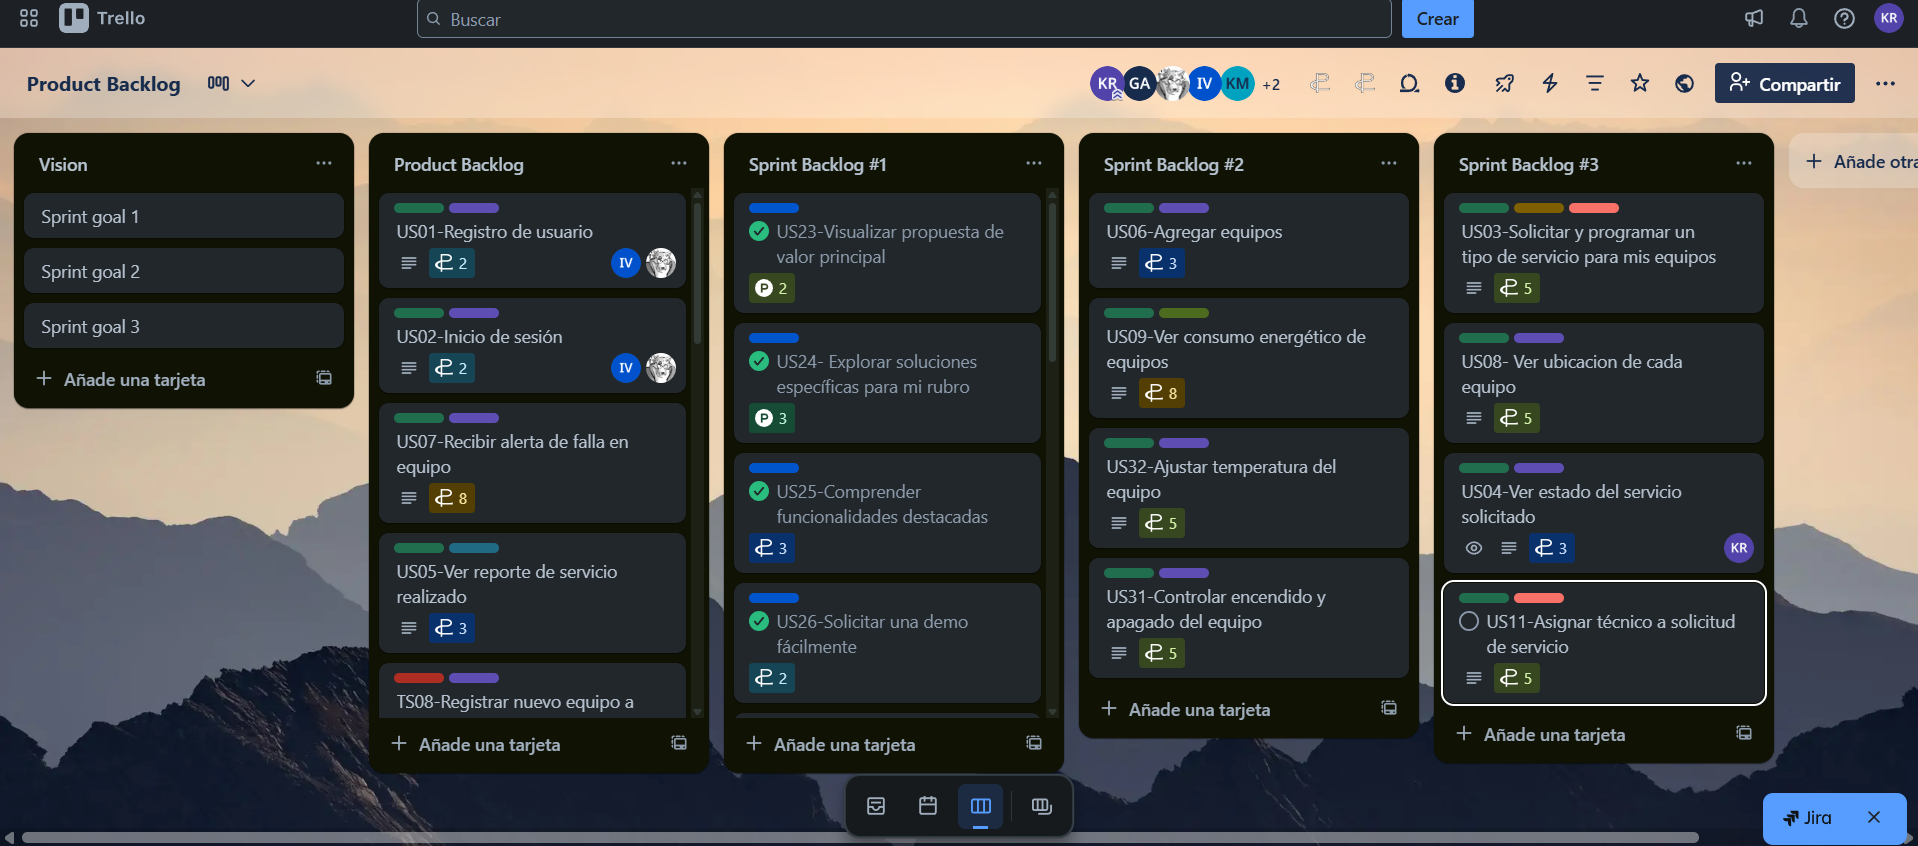 Trello
Buscar
Crear
KR
Product Backlog
KR
GA
IV
KM
+2
Compartir
Vision
Sprint goal 1
Sprint goal 2
Sprint goal 3
Añade una tarjeta
Product Backlog
US01-Registro de usuario
2
IV
US02-Inicio de sesión
2
IV
US07-Recibir alerta de falla en
equipo
8
US05-Ver reporte de servicio
realizado
3
TS08-Registrar nuevo equipo a
Añade una tarjeta
Sprint Backlog #1
US23-Visualizar propuesta de
valor principal
P 2
US24- Explorar soluciones
específicas para mi rubro
P 3
US25-Comprender
funcionalidades destacadas
3
US26-Solicitar una demo
fácilmente
2
Añade una tarjeta
Sprint Backlog #2
US06-Agregar equipos
3
US09-Ver consumo energético de
equipos
8
US32-Ajustar temperatura del
equipo
5
US31-Controlar encendido y
apagado del equipo
5
Añade una tarjeta
Sprint Backlog #3
US03-Solicitar y programar un
tipo de servicio para mis equipos
5
US08- Ver ubicacion de cada
equipo
5
US04-Ver estado del servicio
solicitado
3
KR
US11-Asignar técnico a solicitud
de servicio
5
Añade una tarjeta
Añade otra
Jira